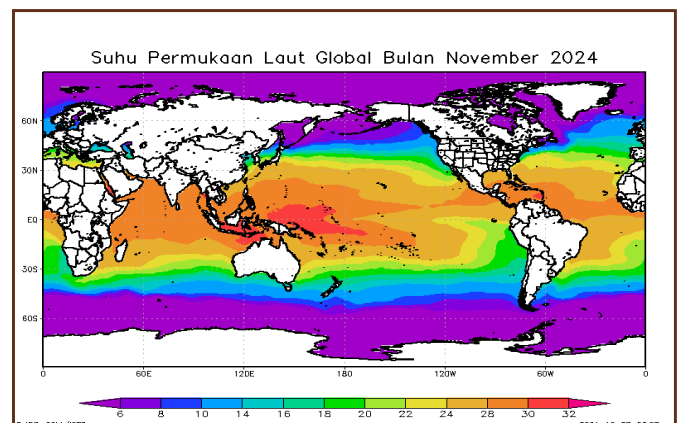 Suhu Permukaan Laut Global Bulan November 2024
60N
30N
EQ
30S
60S
0 60E 120E 180 120W 60W 0
6 8 10 14 16 18 20 22 24 28 30 32